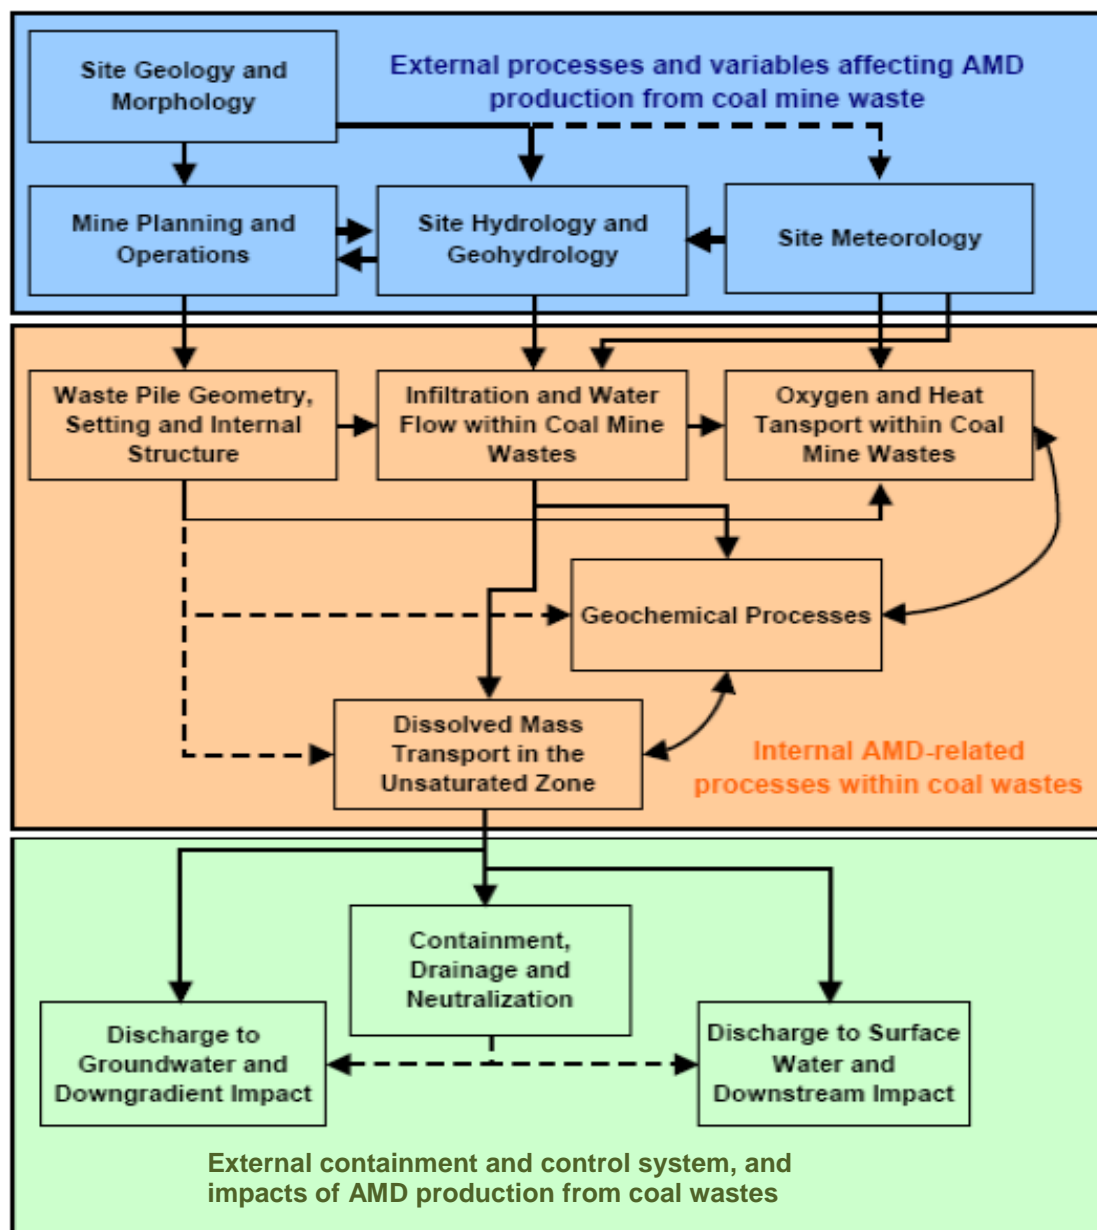 Site Geology and
Morphology
External processes and variables affecting AMD
production from coal mine waste
Mine Planning and
Operations
Site Hydrology and
Geohydrology
Site Meteorology
Waste Pile Geometry,
Setting and Internal
Structure
Infiltration and Water
Flow within Coal Mine
Wastes
Oxygen and Heat
Tansport within Coal
Mine Wastes
Geochemical Processes
Dissolved Mass
Transport in the
Unsaturated Zone
Internal AMD-related
processes within coal wastes
Containment,
Drainage and
Neutralization
Discharge to
Groundwater and
Downgradient Impact
Discharge to Surface
Water and
Downstream Impact
External containment and control system, and
impacts of AMD production from coal wastes